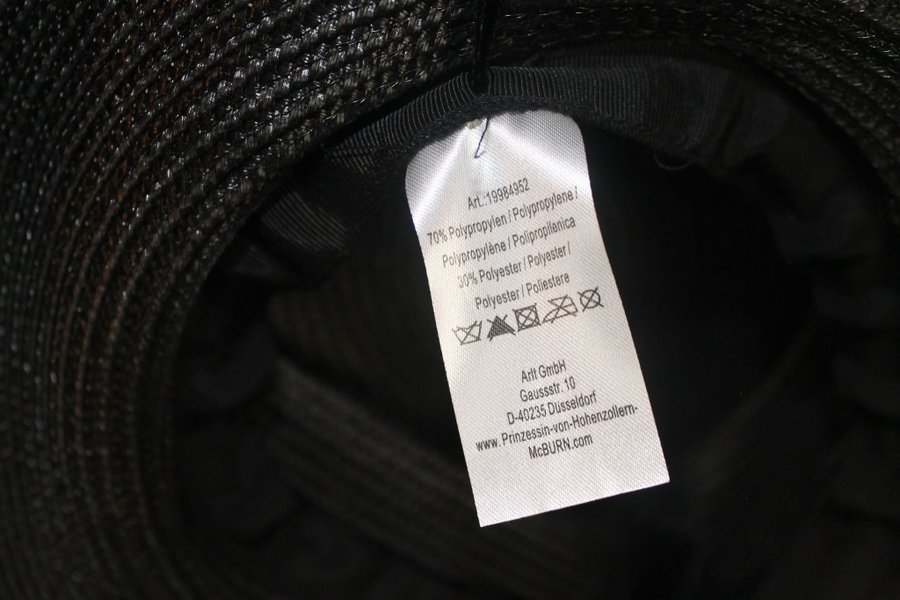 Art.:19984952
70% Polypropylen / Polypropylene /
Polypropylène / Polipropilenica
30% Polyester / Polyester /
Polyester / Poliestere
Arlt GmbH
Gaussstr. 10
D-40235 Düsseldorf
www. Prinzessin-von-Hohenzollern-
McBURN.com